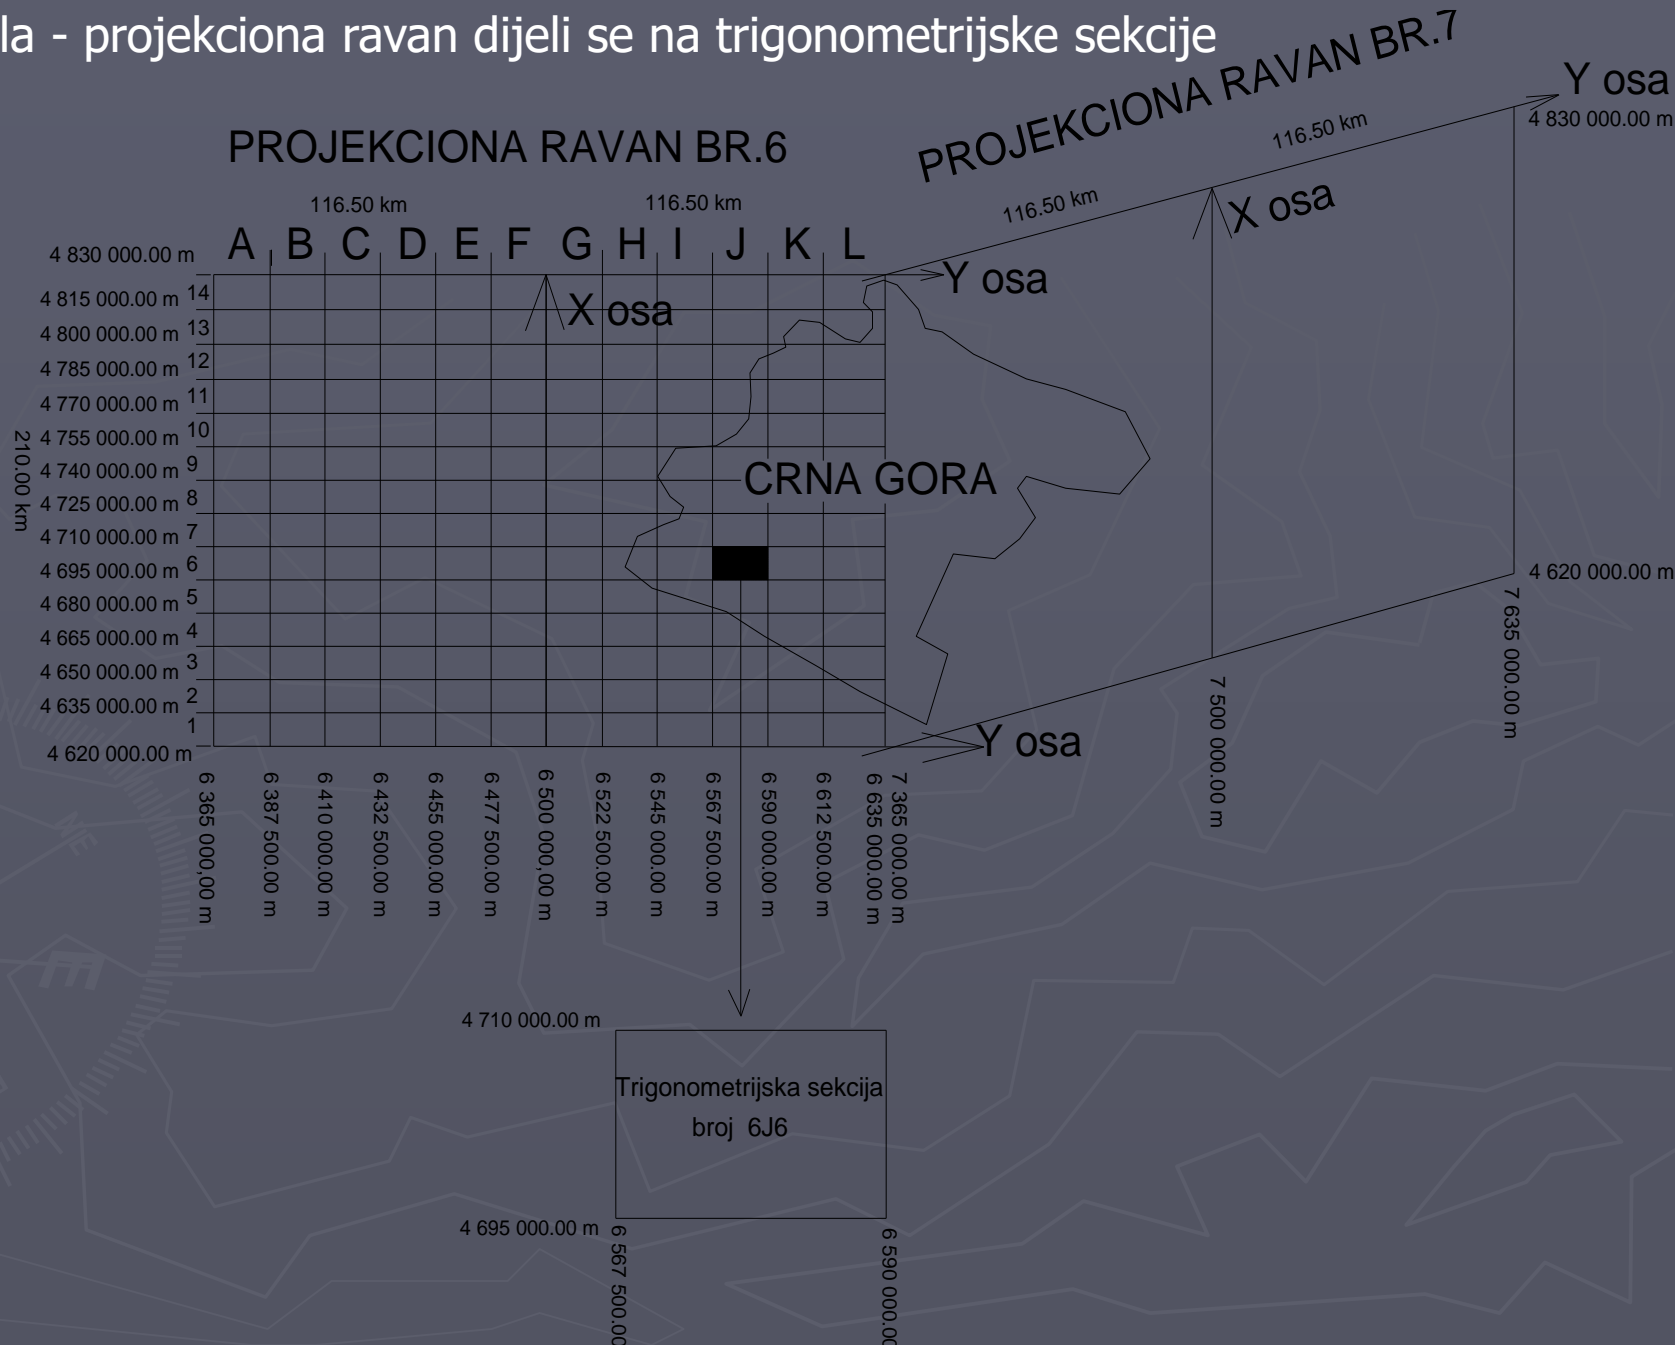 la - projekciona ravan dijeli se na trigonometrijske sekcije
PROJEKCIONA RAVAN BR.7
Y osa
4 830 000.00 m
116.50 km
116.50 km
X osa
PROJEKCIONA RAVAN BR.6
116.50 km
116.50 km
A B C D E F G H I J K L
4 830 000.00 m
Y osa
X osa
14
4 815 000.00 m
13
4 800 000.00 m
12
4 785 000.00 m
11
4 770 000.00 m
10
4 755 000.00 m
9
4 740 000.00 m
8
4 725 000.00 m
7
4 710 000.00 m
6
4 695 000.00 m
5
4 680 000.00 m
4
4 665 000.00 m
3
4 650 000.00 m
2
4 635 000.00 m
1
4 620 000.00 m
210.00 km
CRNA GORA
4 620 000.00 m
7 635 000.00 m
7 500 000.00 m
Y osa
6 365 000,00 m
6 387 500.00 m
6 410 000.00 m
6 432 500.00 m
6 455 000.00 m
6 477 500.00 m
6 500 000,00 m
6 522 500.00 m
6 545 000.00 m
6 567 500.00 m
6 590 000.00 m
6 612 500.00 m
6 635 000.00 m
7 365 000.00 m
NE
E
4 710 000.00 m
Trigonometrijska sekcija
broj 6J6
4 695 000.00 m
6 567 500.00
6 590 000.00